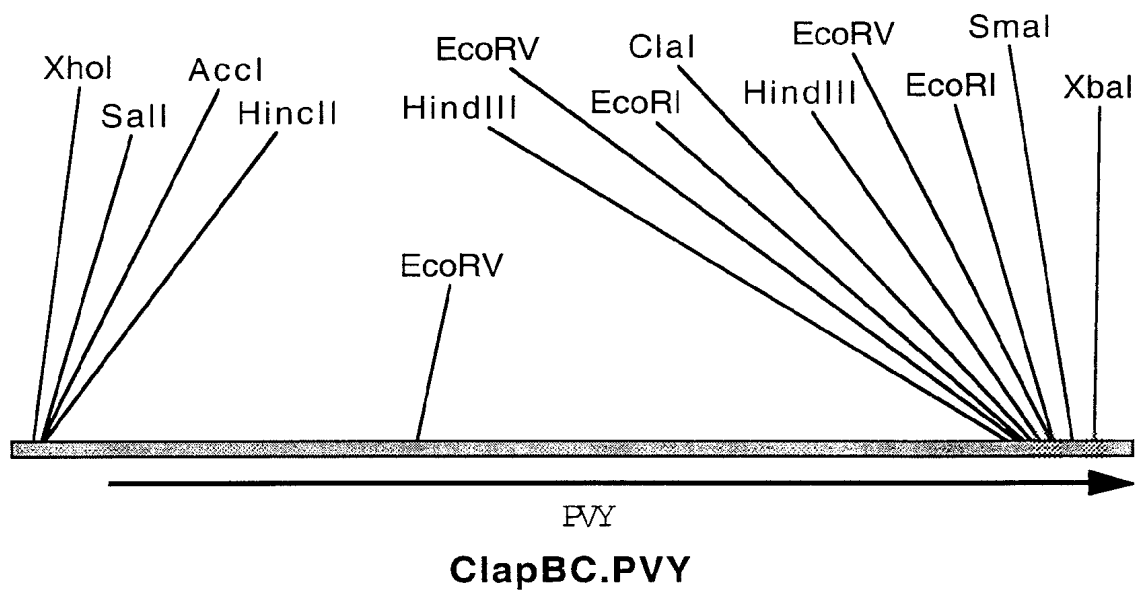 XhoI
SalI
AccI
HincII
HindIII
EcoRV
EcoRI
ClaI
HindIII
EcoRV
EcoRI
SmaI
XbaI
EcoRV
PVY
ClapBC.PVY